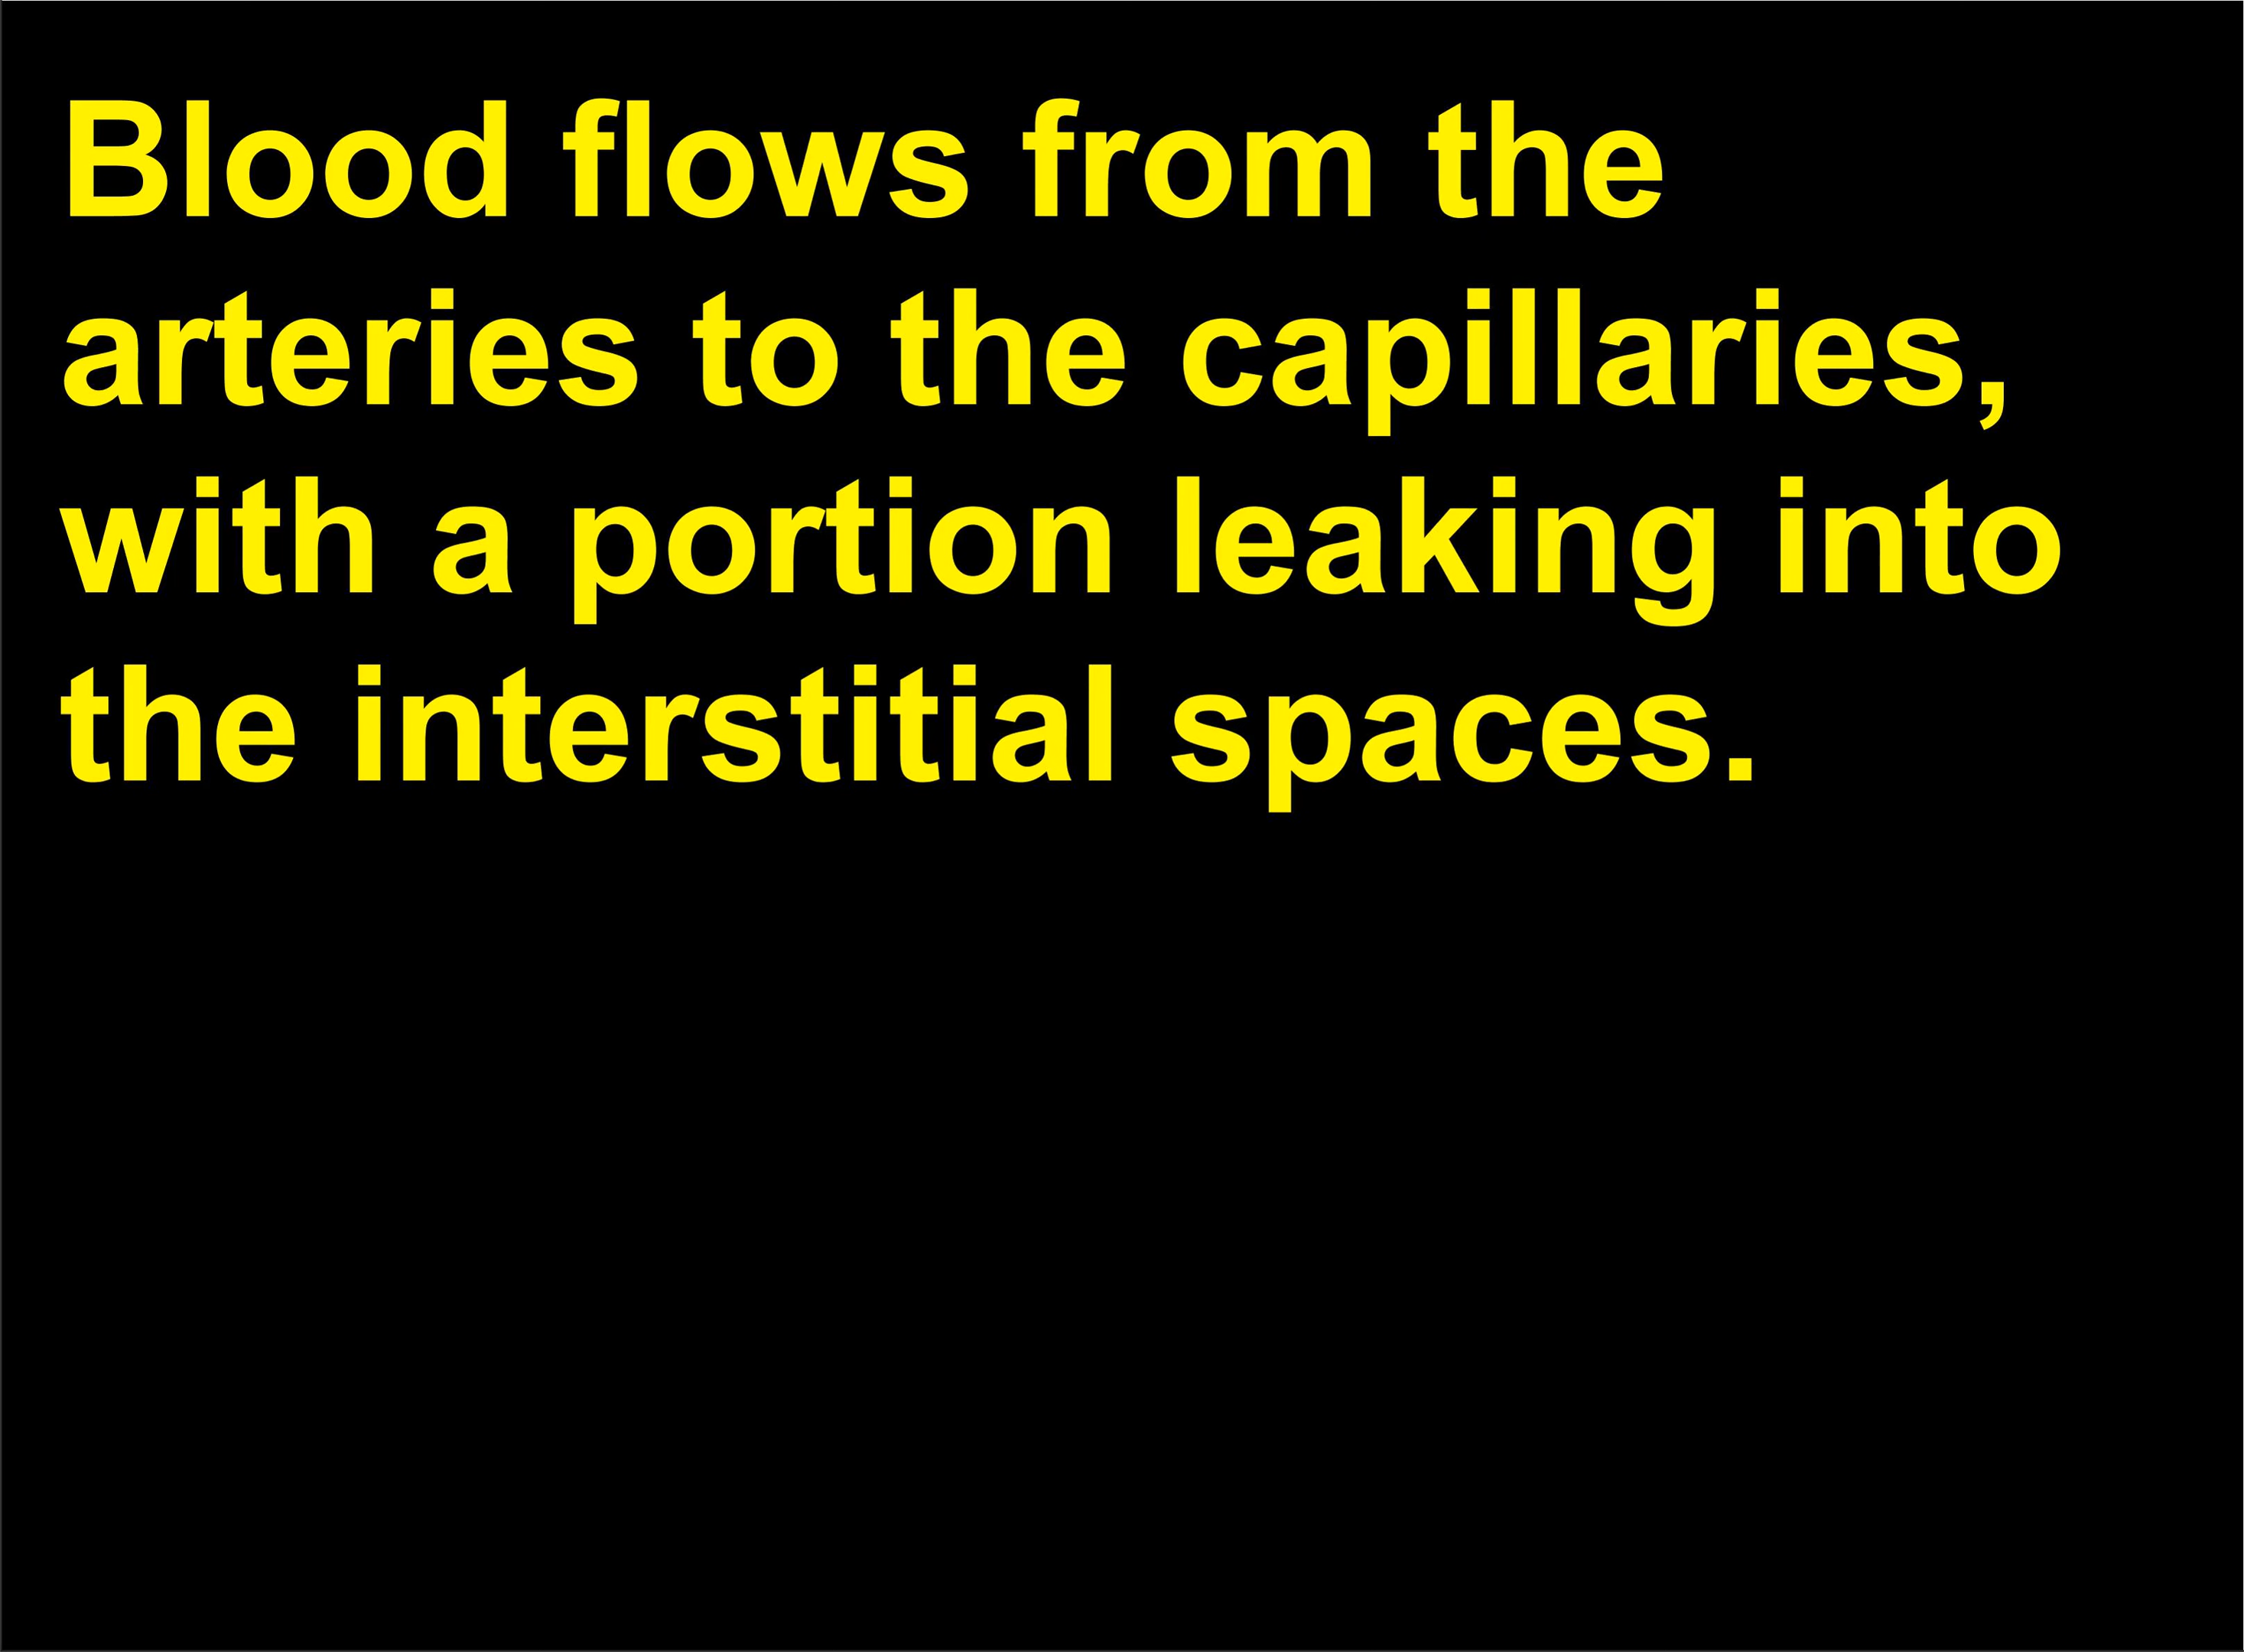 Blood flows from the
arteries to the capillaries,
with a portion leaking into
the interstitial spaces.